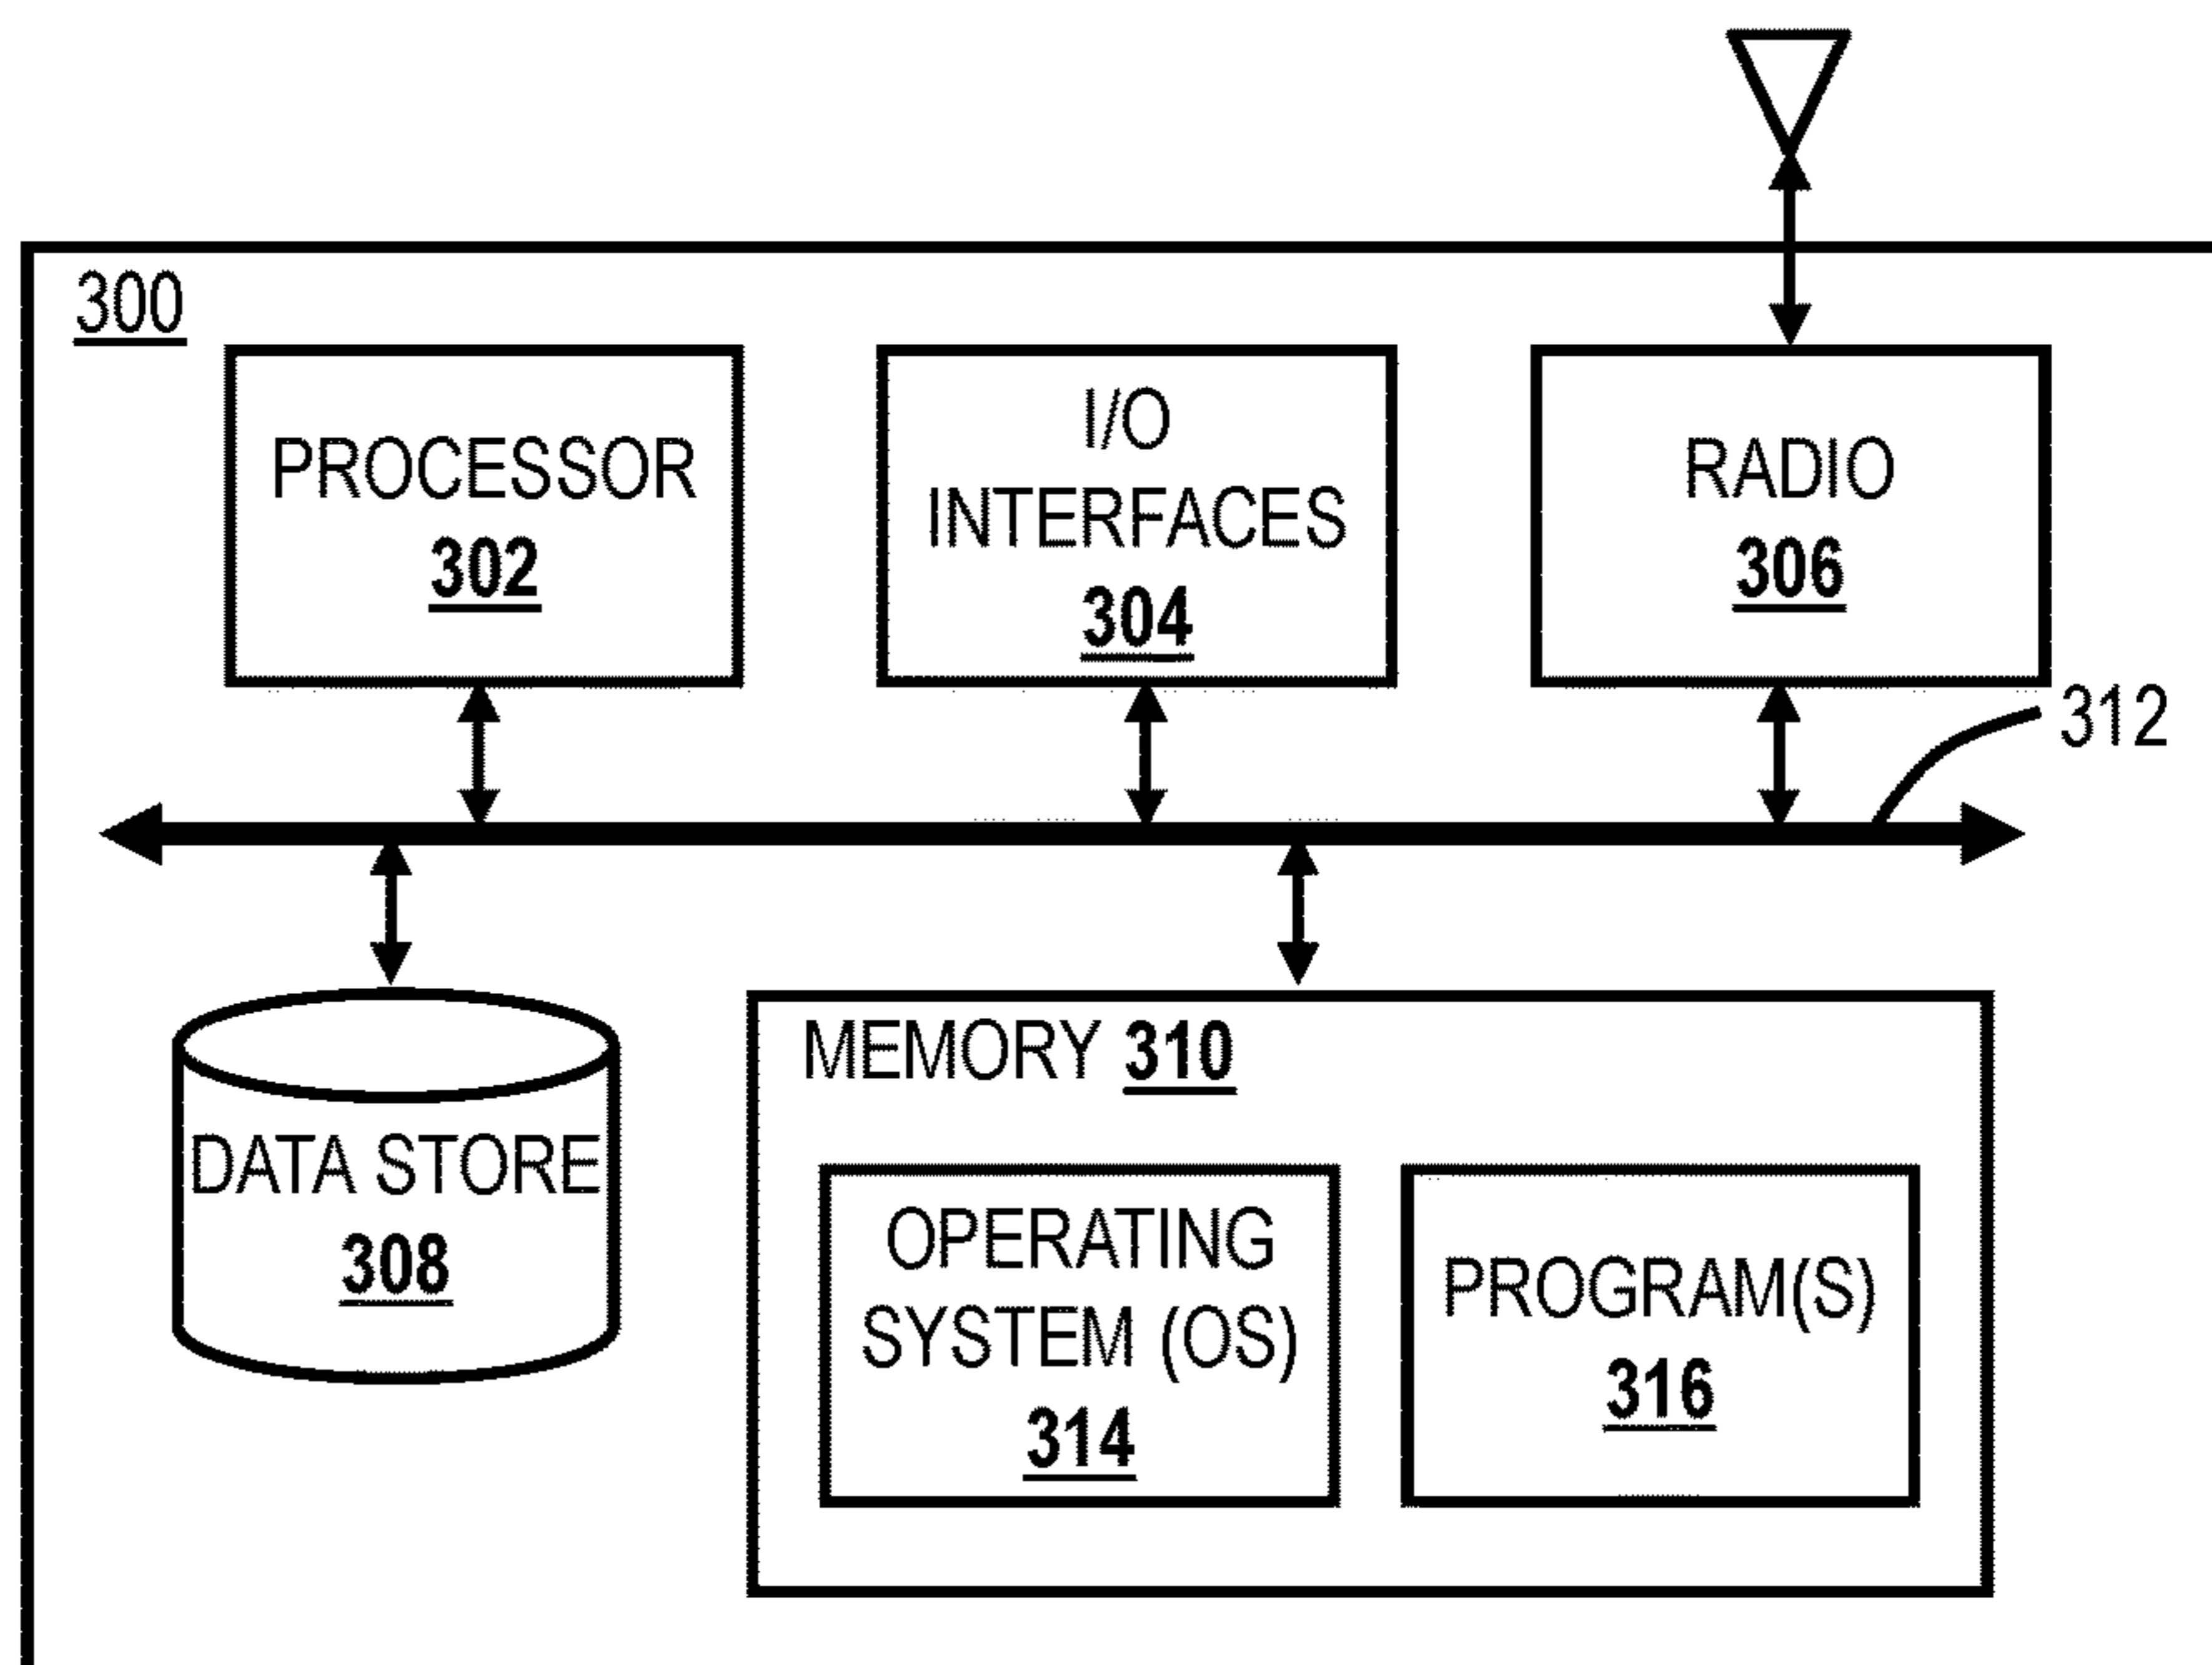 300
PROCESSOR
302
I/O
INTERFACES
304
RADIO
306
312
DATA STORE
308
MEMORY 310
OPERATING
SYSTEM (OS)
314
PROGRAM(S)
316